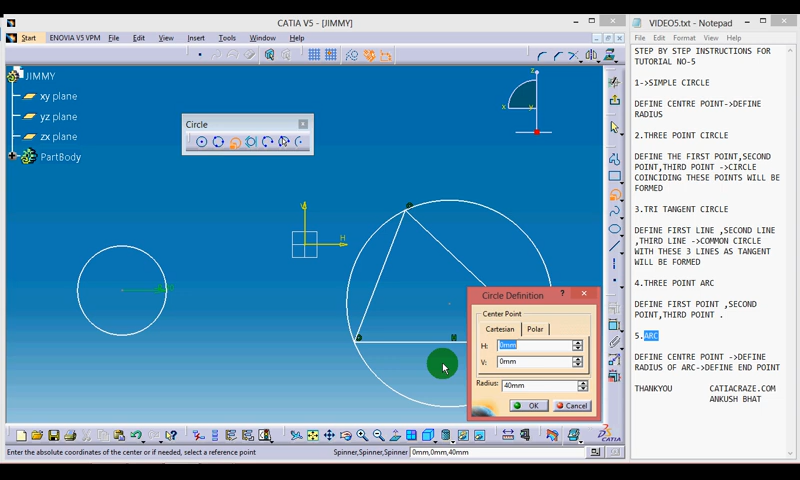 CATIA V5 - [JIMMY]
Start ENOVIA V5 VPM File Edit View Insert Tools Window Help
JIMMY
xy plane
yz plane
zx plane
PartBody
Circle
z
x
y
V
H
H
Circle Definition
?
Center Point
Cartesian Polar
H: 0mm
V: 0mm
Radius: 40mm
OK Cancel
CATIA
Enter the absolute coordinates of the center or if needed, select a reference point
Spinner,Spinner,Spinner 0mm,0mm,40mm
VIDEO5.txt - Notepad
File Edit Format View Help
STEP BY STEP INSTRUCTIONS FOR
TUTORIAL NO-5
1->SIMPLE CIRCLE
DEFINE CENTRE POINT->DEFINE
RADIUS
2.THREE POINT CIRCLE
DEFINE THE FIRST POINT,SECOND
POINT,THIRD POINT->CIRCLE
COINCIDING THESE POINTS WILL BE
FORMED
3.TRI TANGENT CIRCLE
DEFINE FIRST LINE ,SECOND LINE
,THIRD LINE ->COMMON CIRCLE
WITH THESE 3 LINES AS TANGENT
WILL BE FORMED
4.THREE POINT ARC
DEFINE FIRST POINT ,SECOND
POINT,THIRD POINT .
5.ARC
DEFINE CENTRE POINT ->DEFINE
RADIUS OF ARC->DEFINE END POINT
THANKYOU CATIACRAZE.COM
ANKUSH BHAT